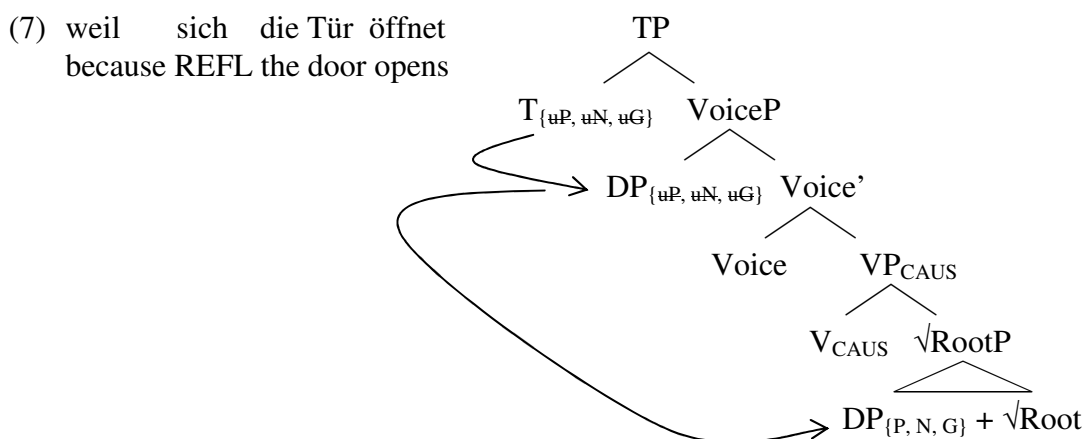 (7) weil sich die Tür öffnet TP
because REFL the door opens
T{uP, uN, uG} VoiceP
DP{uP, uN, uG} Voice’
Voice VPCAUS
VCAUS √RootP
DP{P, N, G} + √Root